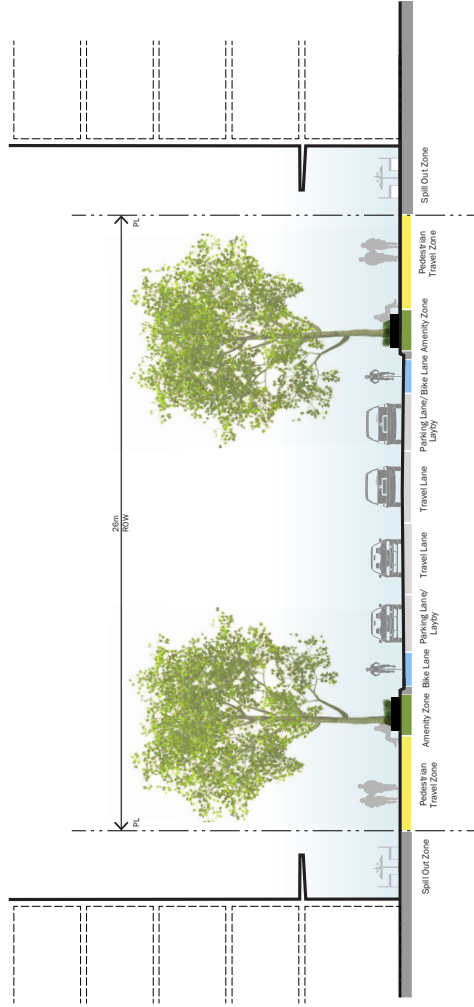 26m
ROW
PL
PL
Spill Out Zone
Pedestrian
Travel Zone
Amenity Zone
Bike Lane
Parking Lane/
Layby
Travel Lane
Travel Lane
Parking Lane/
Layby
Bike Lane
Amenity Zone
Pedestrian
Travel Zone
Spill Out Zone